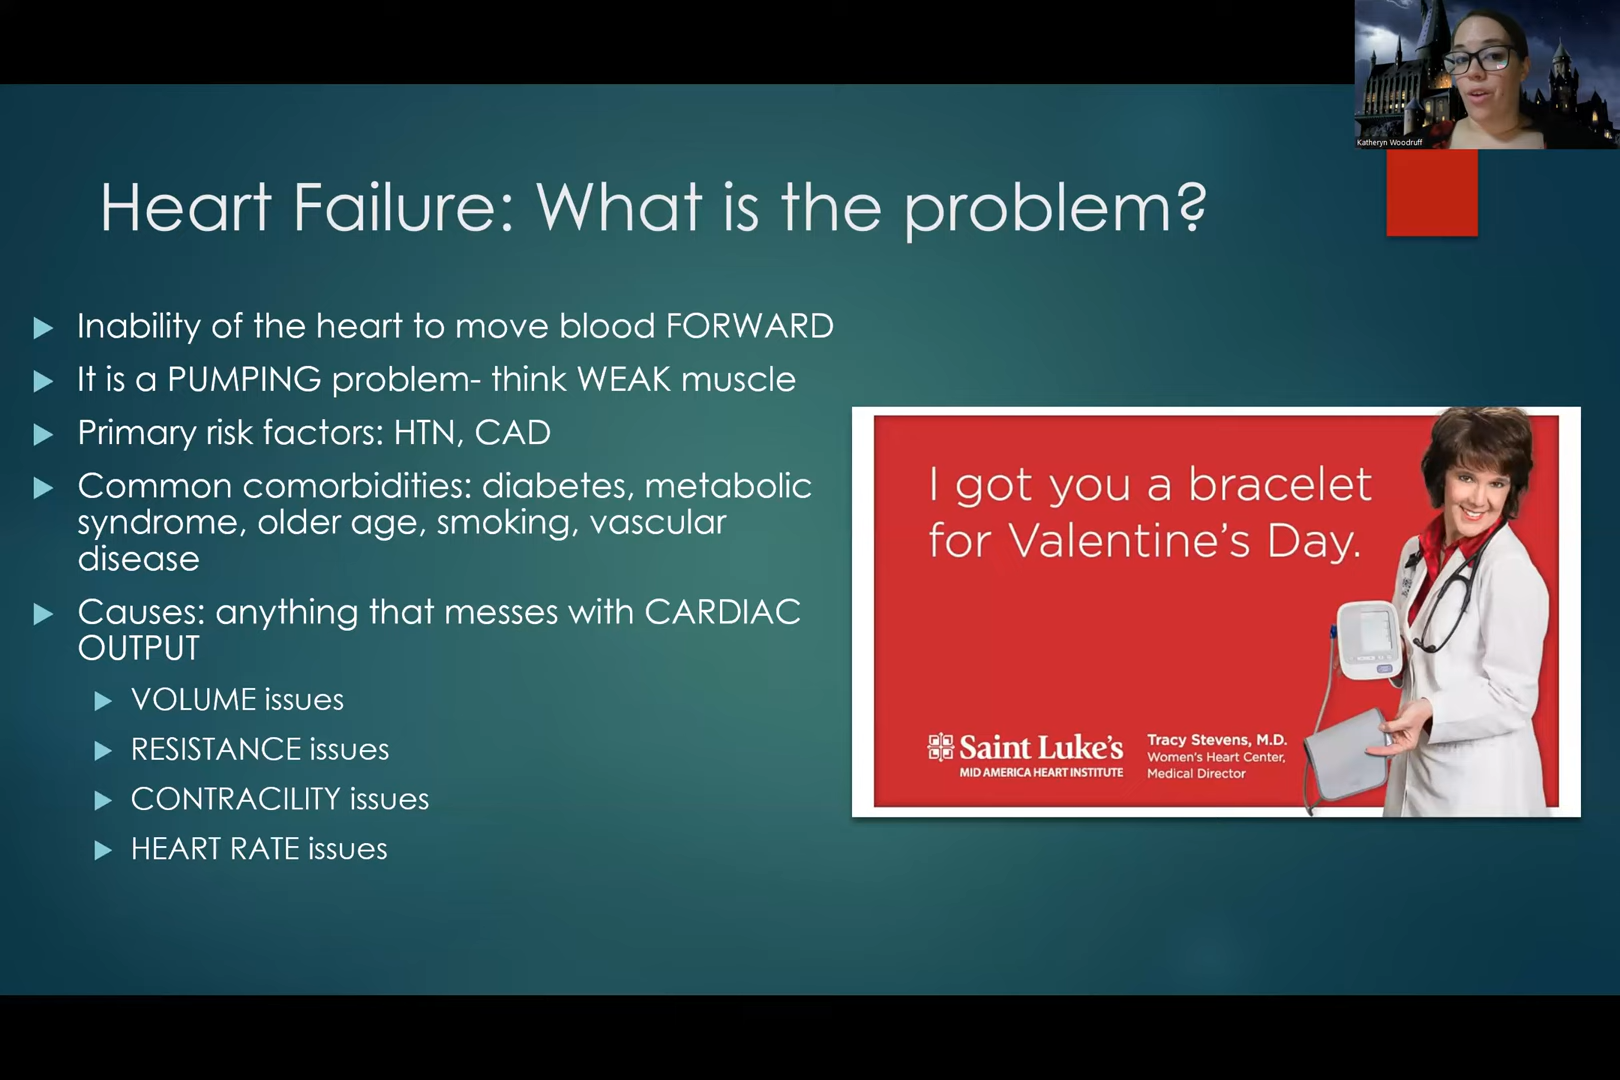 Katheryn Woodruff
Heart Failure: What is the problem?
Inability of the heart to move blood FORWARD
It is a PUMPING problem- think WEAK muscle
Primary risk factors: HTN, CAD
Common comorbidities: diabetes, metabolic
syndrome, older age, smoking, vascular
disease
Causes: anything that messes with CARDIAC
OUTPUT
VOLUME issues
RESISTANCE issues
CONTRACILITY issues
HEART RATE issues
I got you a bracelet
for Valentine's Day.
Saint Luke's
MID AMERICA HEART INSTITUTE
Tracy Stevens, M.D.
Women's Heart Center,
Medical Director